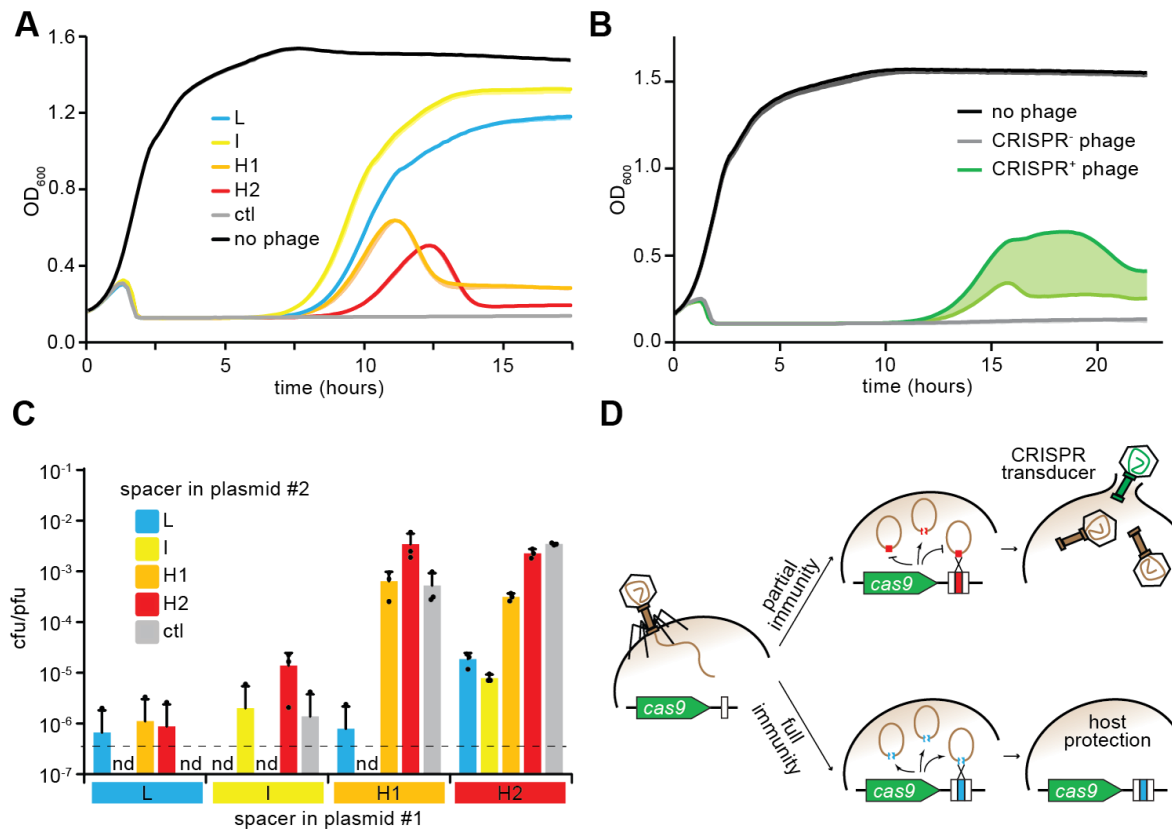 A
1.6
1.2
0.8
0.4
0.0
OD600
L
I
H1
H2
ctl
no phage
0
5
10
15
time (hours)
B
1.5
1.0
0.5
0.0
OD600
no phage
CRISPR- phage
CRISPR+ phage
0
5
10
15
20
time (hours)
C
10-1
10-2
10-3
10-4
10-5
10-6
10-7
cfu/pfu
spacer in plasmid #2
L
I
H1
H2
ctl
nd
nd
nd
nd
nd
L
I
H1
H2
spacer in plasmid #1
D
CRISPR
transducer
partial
immunity
cas9
cas9
full
immunity
cas9
host
protection
cas9